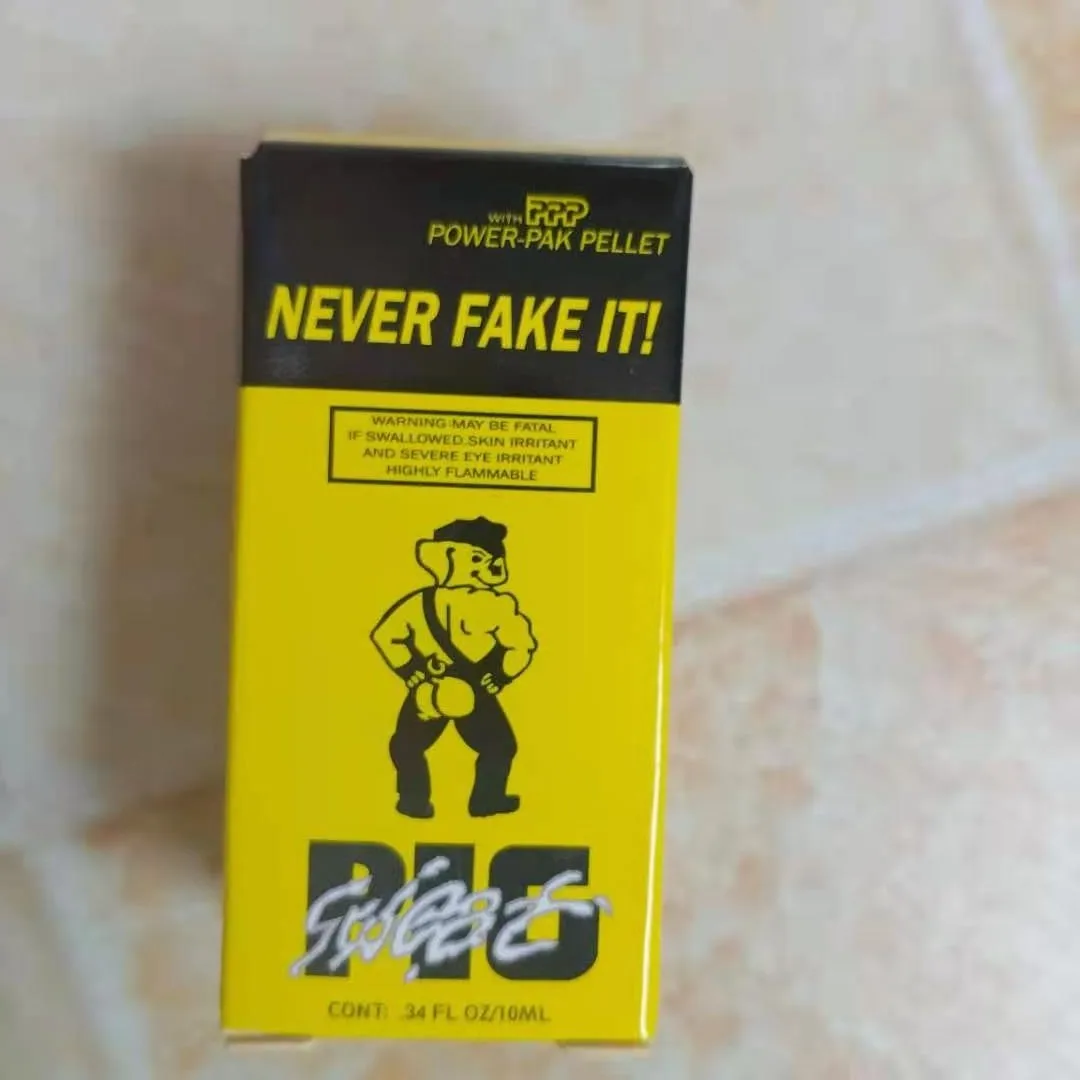 WITH PPP
POWER-PAK PELLET
NEVER FAKE IT!
WARNING:MAY BE FATAL
IF SWALLOWED.SKIN IRRITANT
AND SEVERE EYE IRRITANT
HIGHLY FLAMMABLE
PIG
Sweat
CONT: .34 FL OZ/10ML